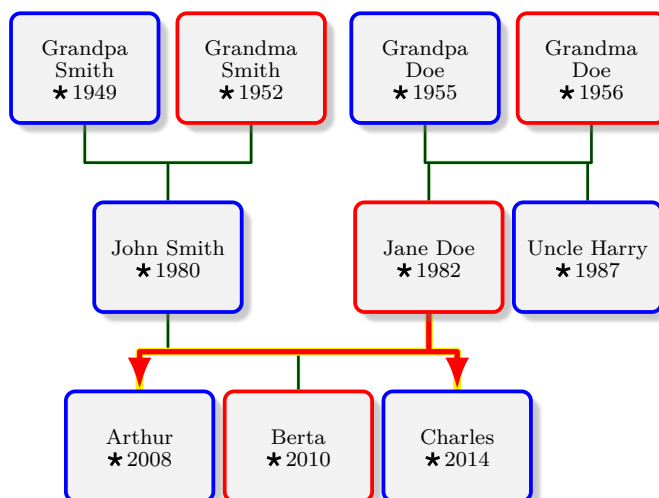 Grandpa
Smith
★ 1949
Grandma
Smith
★ 1952
Grandpa
Doe
★ 1955
Grandma
Doe
★ 1956
John Smith
★ 1980
Jane Doe
★ 1982
Uncle Harry
★ 1987
Arthur
★ 2008
Berta
★ 2010
Charles
★ 2014